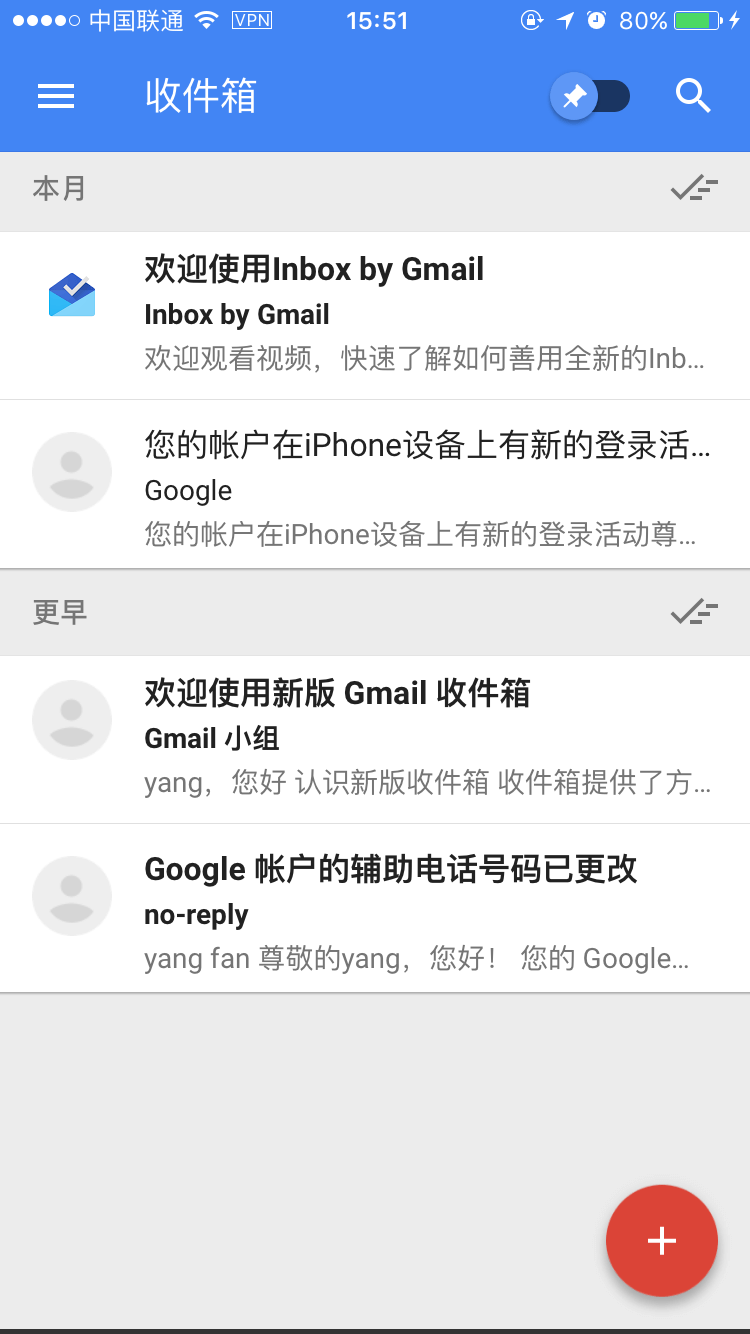 中国联通 VPN 15:51 80%
收件箱
本月
欢迎使用Inbox by Gmail
Inbox by Gmail
欢迎观看视频，快速了解如何善用全新的Inb...
您的帐户在iPhone设备上有新的登录活...
Google
您的帐户在iPhone设备上有新的登录活动尊...
更早
欢迎使用新版 Gmail 收件箱
Gmail 小组
yang，您好 认识新版收件箱 收件箱提供了方...
Google 帐户的辅助电话号码已更改
no-reply
yang fan 尊敬的yang，您好！ 您的 Google...